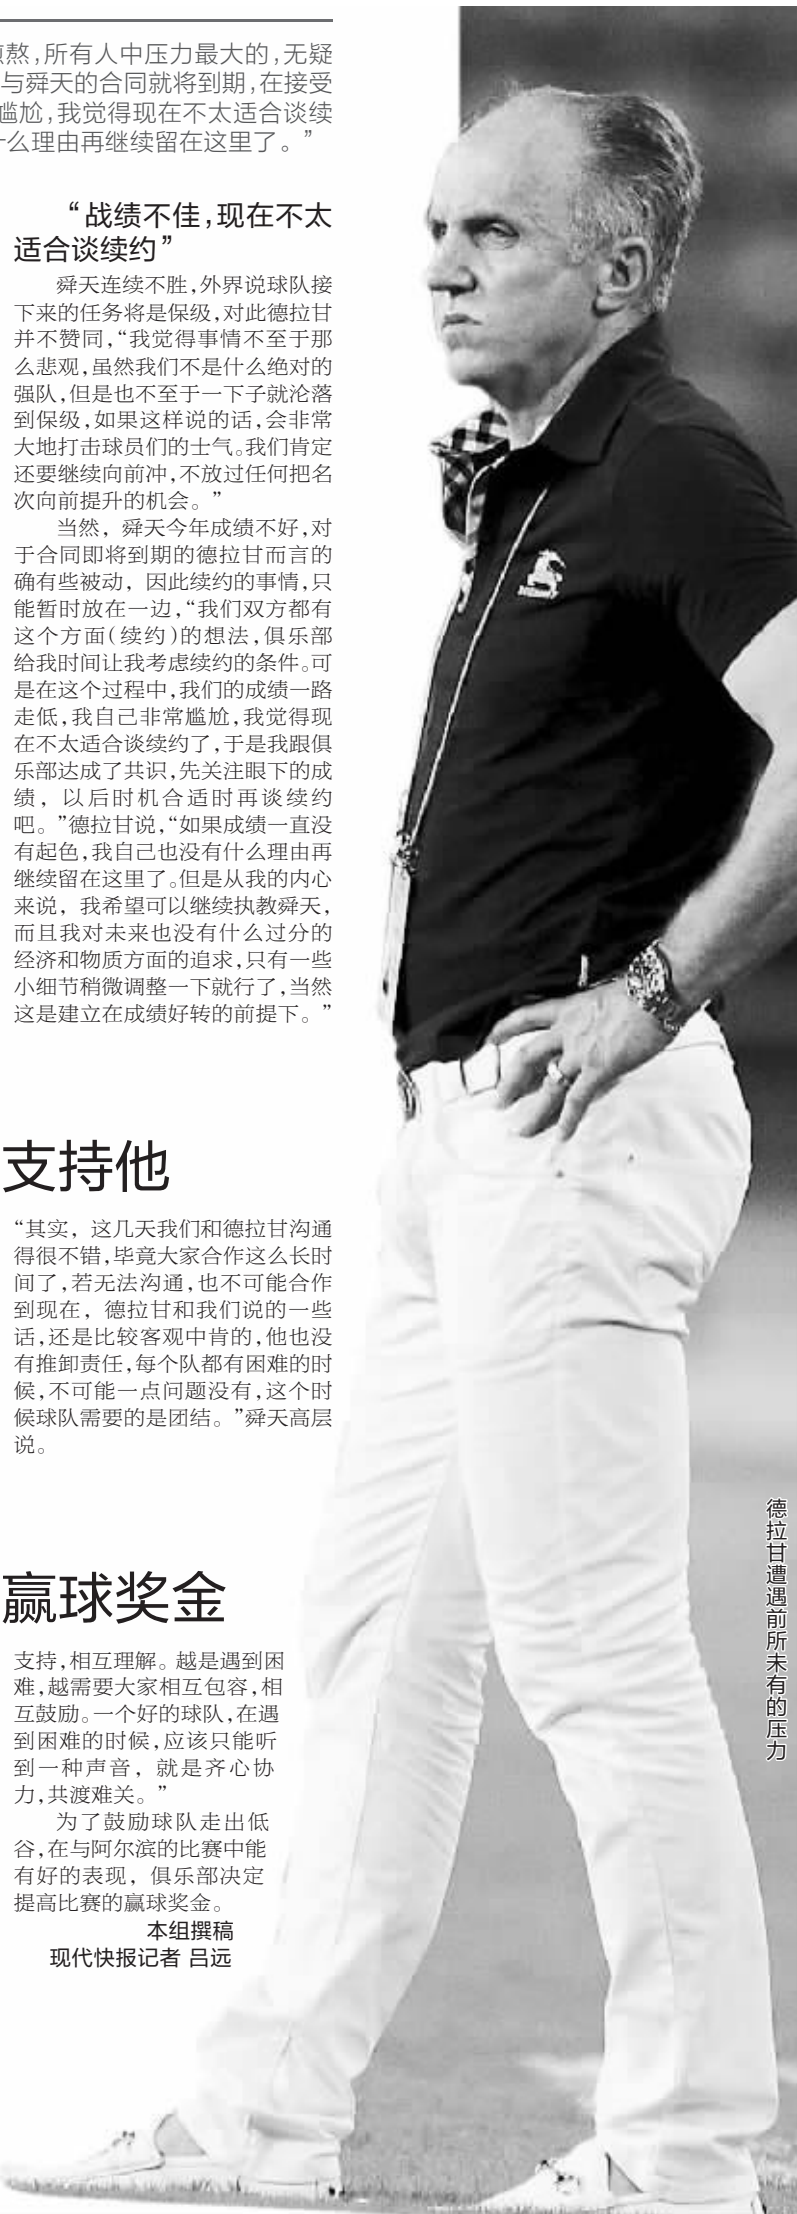 熬,所有人中压力最大的,无疑
与舜天的合同就将到期,在接受
尴尬,我觉得现在不太适合谈续
什么理由再继续留在这里了。”
“战绩不佳,现在不太
适合谈续约”
舜天连续不胜,外界说球队接
下来的任务将是保级,对此德拉甘
并不赞同,“我觉得事情不至于那
么悲观,虽然我们不是什么绝对的
强队,但是也不至于一下子就沦落
到保级,如果这样说的话,会非常
大地打击球员们的士气。我们肯定
还要继续向前冲,不放过任何把名
次向前提升的机会。”
当然,舜天今年成绩不好,对
于合同即将到期的德拉甘而言的
确有些被动,因此续约的事情,只
能暂时放在一边,“我们双方都有
这个方面(续约)的想法,俱乐部
给我时间让我考虑续约的条件。可
是在这个过程中,我们的成绩一路
走低,我自己非常尴尬,我觉得现
在不太适合谈续约了,于是我跟俱
乐部达成了共识,先关注眼下的成
绩,以后时机合适时再谈续约
吧。”德拉甘说,“如果成绩一直没
有起色,我自己也没有什么理由再
继续留在这里了。但是从我的内心
来说,我希望可以继续执教舜天,
而且我对未来也没有什么过分的
经济和物质方面的追求,只有一些
小细节稍微调整一下就行了,当然
这是建立在成绩好转的前提下。”
支持他
“其实,这几天我们和德拉甘沟通
得很不错,毕竟大家合作这么长时
间了,若无法沟通,也不可能合作
到现在,德拉甘和我们说的一些
话,还是比较客观中肯的,他也没
有推卸责任,每个队都有困难的时
候,不可能一点问题没有,这个时
候球队需要的是团结。”舜天高层
说。
赢球奖金
支持,相互理解。越是遇到困
难,越需要大家相互包容,相
互鼓励。一个好的球队,在遇
到困难的时候,应该只能听
到一种声音,就是齐心协
力,共渡难关。”
为了鼓励球队走出低
谷,在与阿尔滨的比赛中能
有好的表现,俱乐部决定
提高比赛的赢球奖金。
本组撰稿
现代快报记者 吕远
德拉甘遭遇前所未有的压力